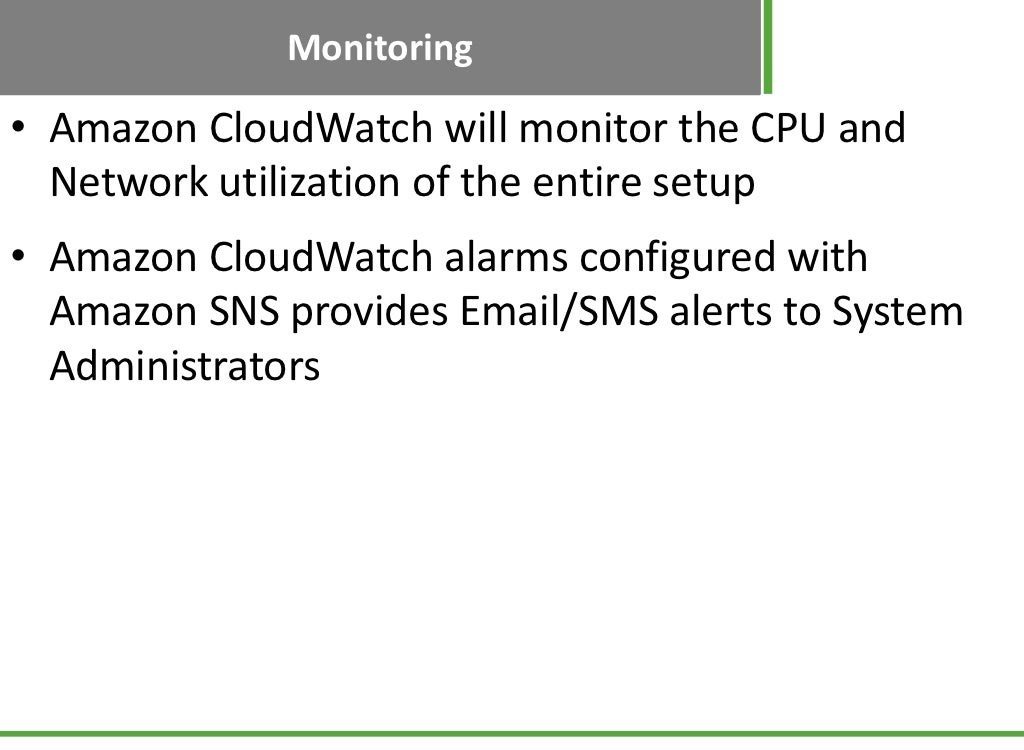 Monitoring
• Amazon CloudWatch will monitor the CPU and
Network utilization of the entire setup
• Amazon CloudWatch alarms configured with
Amazon SNS provides Email/SMS alerts to System
Administrators